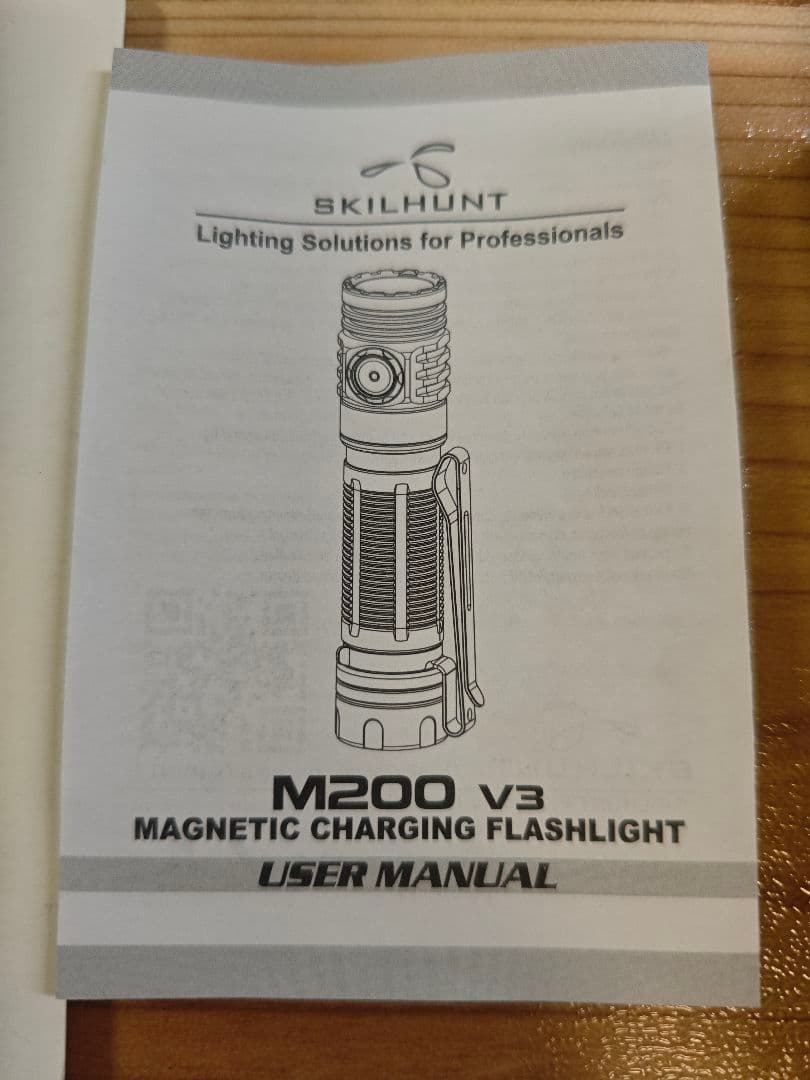 SKILHUNT
Lighting Solutions for Professionals
M200 V3
MAGNETIC CHARGING FLASHLIGHT
USER MANUAL